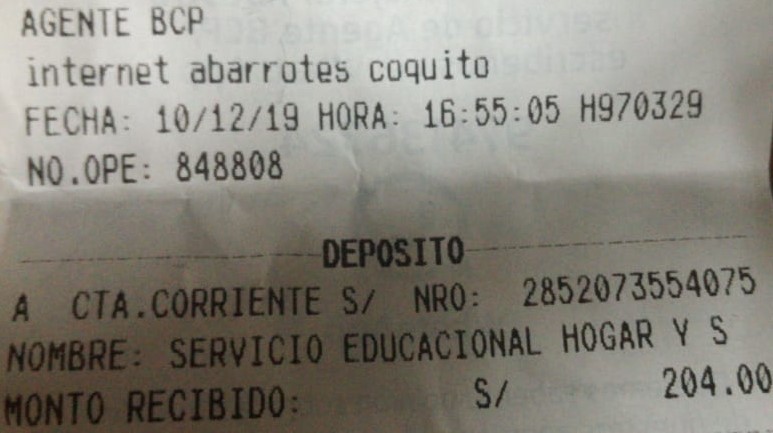 AGENTE BCP
internet abarrotes coquito
FECHA: 10/12/19 HORA: 16:55:05 H970329
NO.OPE: 848808
DEPOSITO
A CTA.CORRIENTE S/ NRO: 2852073554075
NOMBRE: SERVICIO EDUCACIONAL HOGAR Y S
MONTO RECIBIDO: S/ 204.00